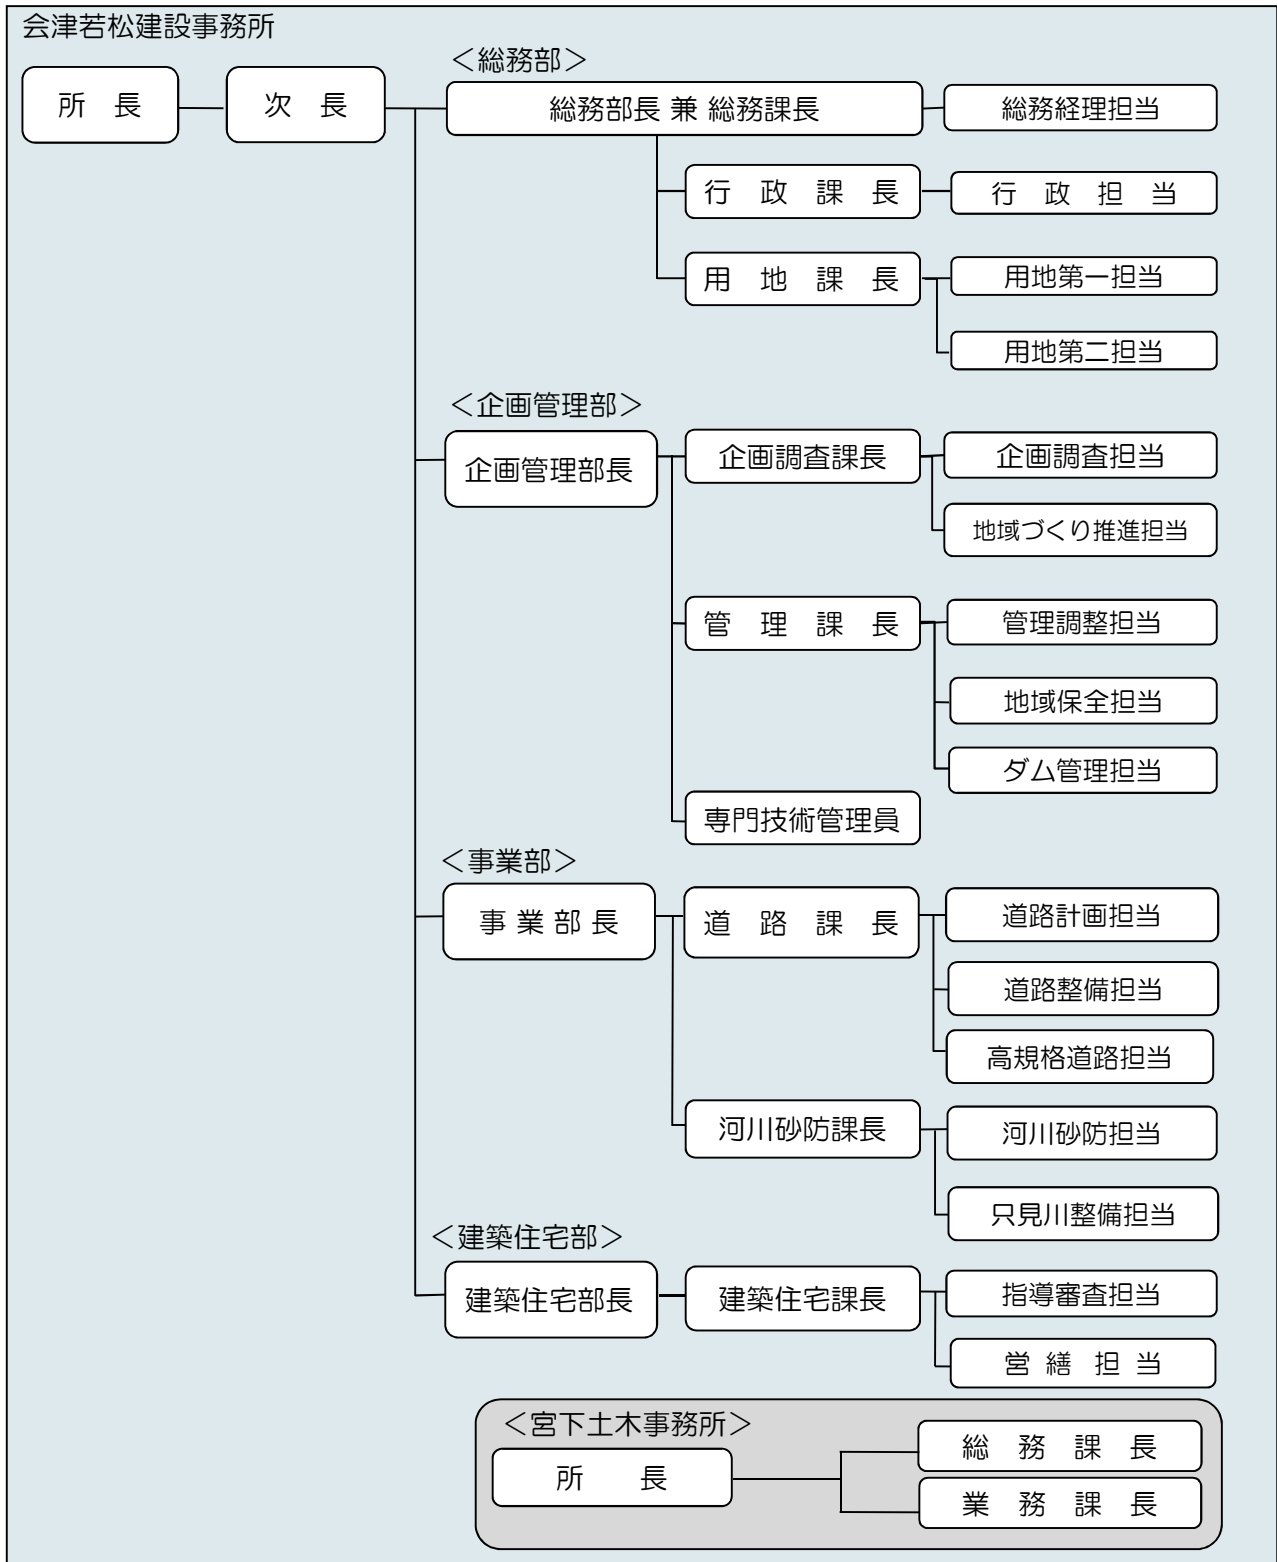 会津若松建設事務所
＜総務部＞
所　長
次　長
総務部長 兼 総務課長
総務経理担当
行　政　課　長
行　政　担　当
用　地　課　長
用地第一担当
用地第二担当
＜企画管理部＞
企画管理部長
企画調査課長
企画調査担当
地域づくり推進担当
管　理　課　長
管理調整担当
地域保全担当
ダム管理担当
専門技術管理員
＜事業部＞
事 業 部 長
道　路　課　長
道路計画担当
道路整備担当
高規格道路担当
河川砂防課長
河川砂防担当
只見川整備担当
＜建築住宅部＞
建築住宅部長
建築住宅課長
指導審査担当
営 繕 担 当
＜宮下土木事務所＞
所　　長
総　務　課　長
業　務　課　長